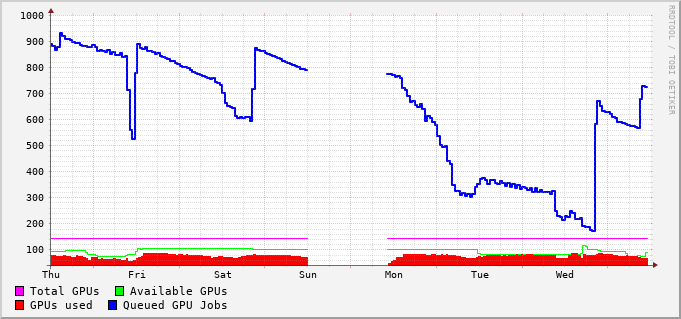 1000
900
800
700
600
500
400
300
200
100
Thu Fri Sat Sun Mon Tue Wed
Total GPUs Available GPUs
GPUs used Queued GPU Jobs
RRDTOOL / TOBI OETIKER